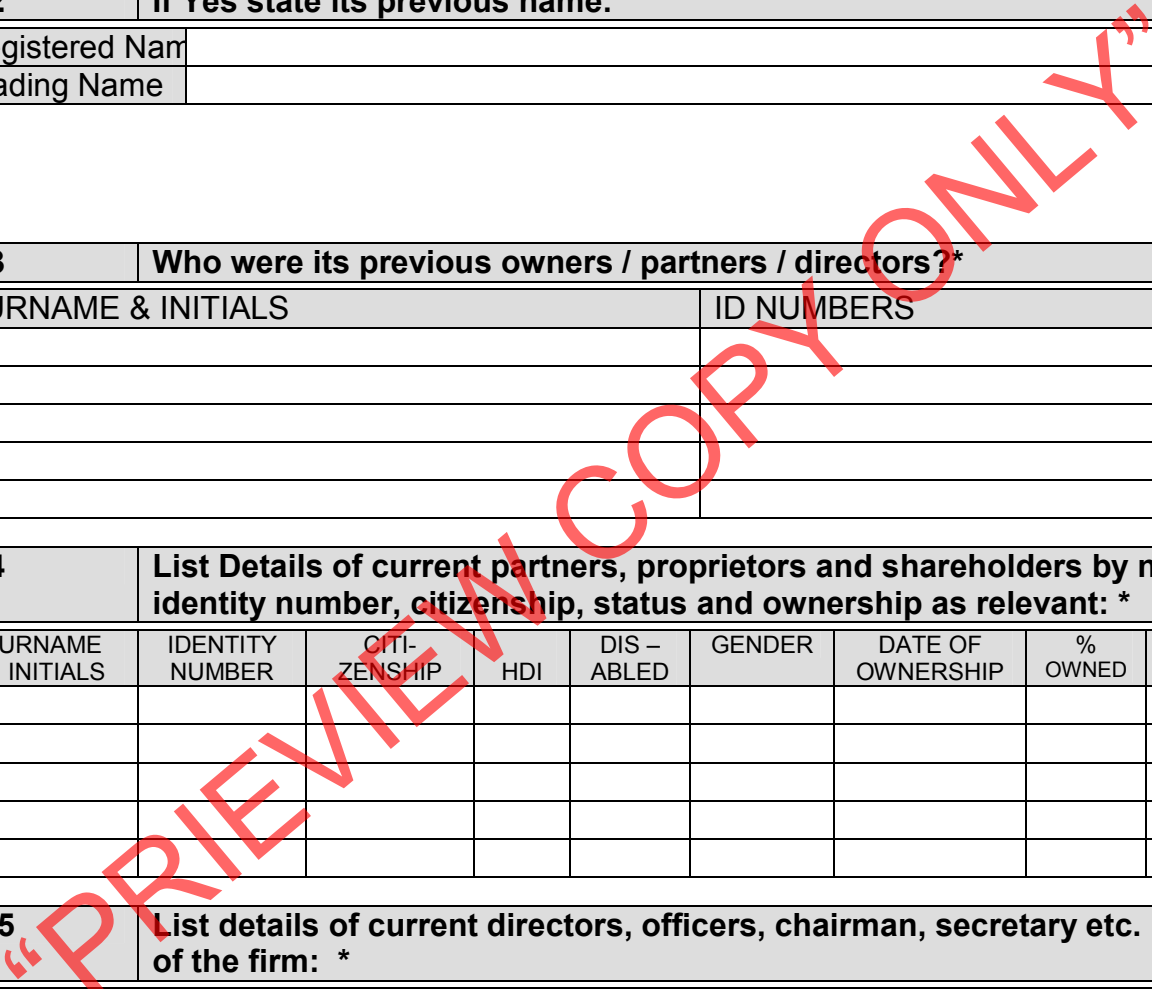 2 If Yes state its previous name:
gistered Nam
ading Name
3 Who were its previous owners / partners / directors?*
URNAME & INITIALS ID NUMBERS
4 List Details of current partners, proprietors and shareholders by n
identity number, citizenship, status and ownership as relevant: *
URNAME IDENTITY CITI- DIS – GENDER DATE OF %
INITIALS NUMBER ZENSHIP HDI ABLED OWNERSHIP OWNED
5 List details of current directors, officers, chairman, secretary etc.
of the firm: *
“PRIEVIEW COPY ONLY”